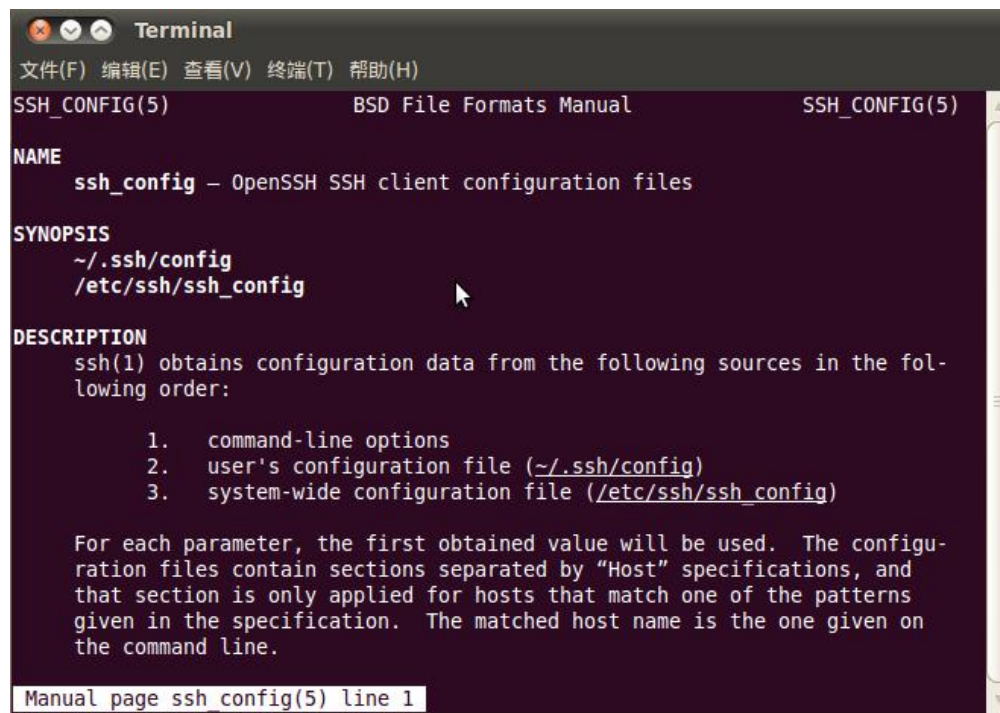 Terminal
文件(F) 编辑(E) 查看(V) 终端(T) 帮助(H)
SSH_CONFIG(5) BSD File Formats Manual SSH_CONFIG(5)
NAME
ssh_config — OpenSSH SSH client configuration files
SYNOPSIS
~/.ssh/config
/etc/ssh/ssh_config
DESCRIPTION
ssh(1) obtains configuration data from the following sources in the fol-
lowing order:
1. command-line options
2. user's configuration file (~/.ssh/config)
3. system-wide configuration file (/etc/ssh/ssh_config)
For each parameter, the first obtained value will be used. The configu-
ration files contain sections separated by “Host” specifications, and
that section is only applied for hosts that match one of the patterns
given in the specification. The matched host name is the one given on
the command line.
Manual page ssh_config(5) line 1